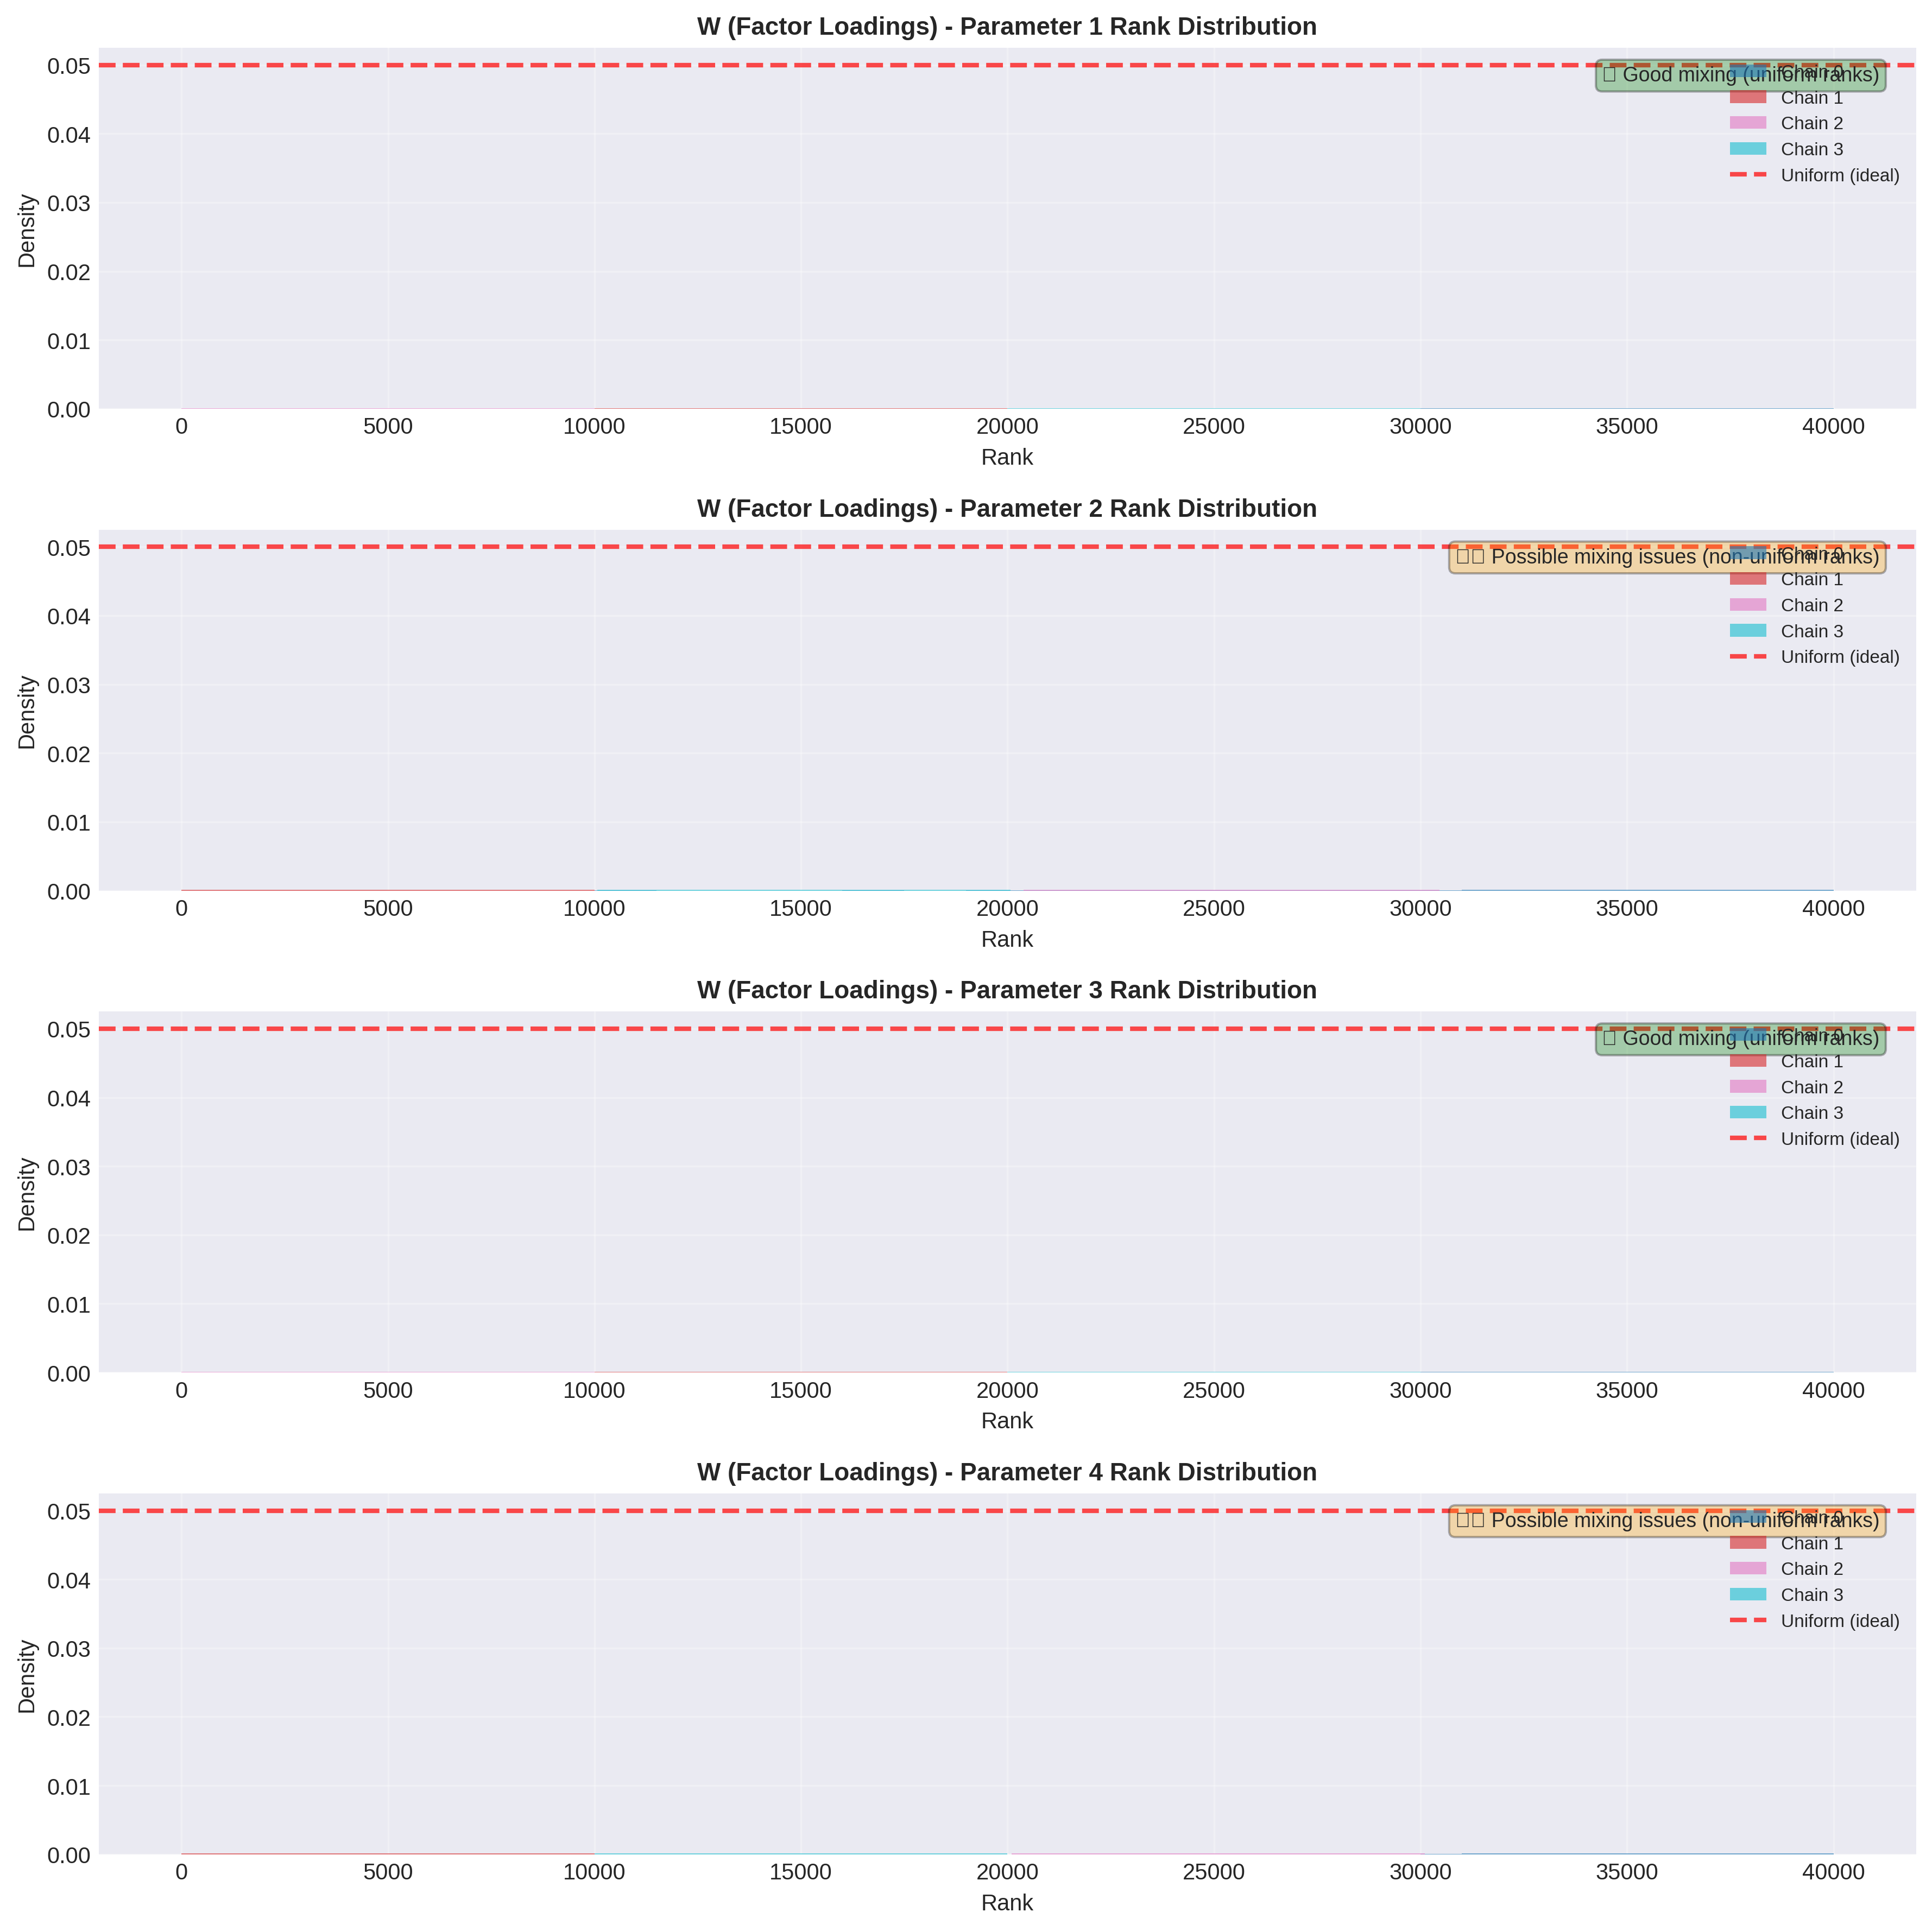 W (Factor Loadings) - Parameter 1 Rank Distribution
Density
0.05
0.04
0.03
0.02
0.01
0.00
Good mixing (uniform ranks)
Chain 0
Chain 1
Chain 2
Chain 3
Uniform (ideal)
0 5000 10000 15000 20000 25000 30000 35000 40000
Rank
W (Factor Loadings) - Parameter 2 Rank Distribution
Density
0.05
0.04
0.03
0.02
0.01
0.00
Possible mixing issues (non-uniform ranks)
Chain 0
Chain 1
Chain 2
Chain 3
Uniform (ideal)
0 5000 10000 15000 20000 25000 30000 35000 40000
Rank
W (Factor Loadings) - Parameter 3 Rank Distribution
Density
0.05
0.04
0.03
0.02
0.01
0.00
Good mixing (uniform ranks)
Chain 0
Chain 1
Chain 2
Chain 3
Uniform (ideal)
0 5000 10000 15000 20000 25000 30000 35000 40000
Rank
W (Factor Loadings) - Parameter 4 Rank Distribution
Density
0.05
0.04
0.03
0.02
0.01
0.00
Possible mixing issues (non-uniform ranks)
Chain 0
Chain 1
Chain 2
Chain 3
Uniform (ideal)
0 5000 10000 15000 20000 25000 30000 35000 40000
Rank